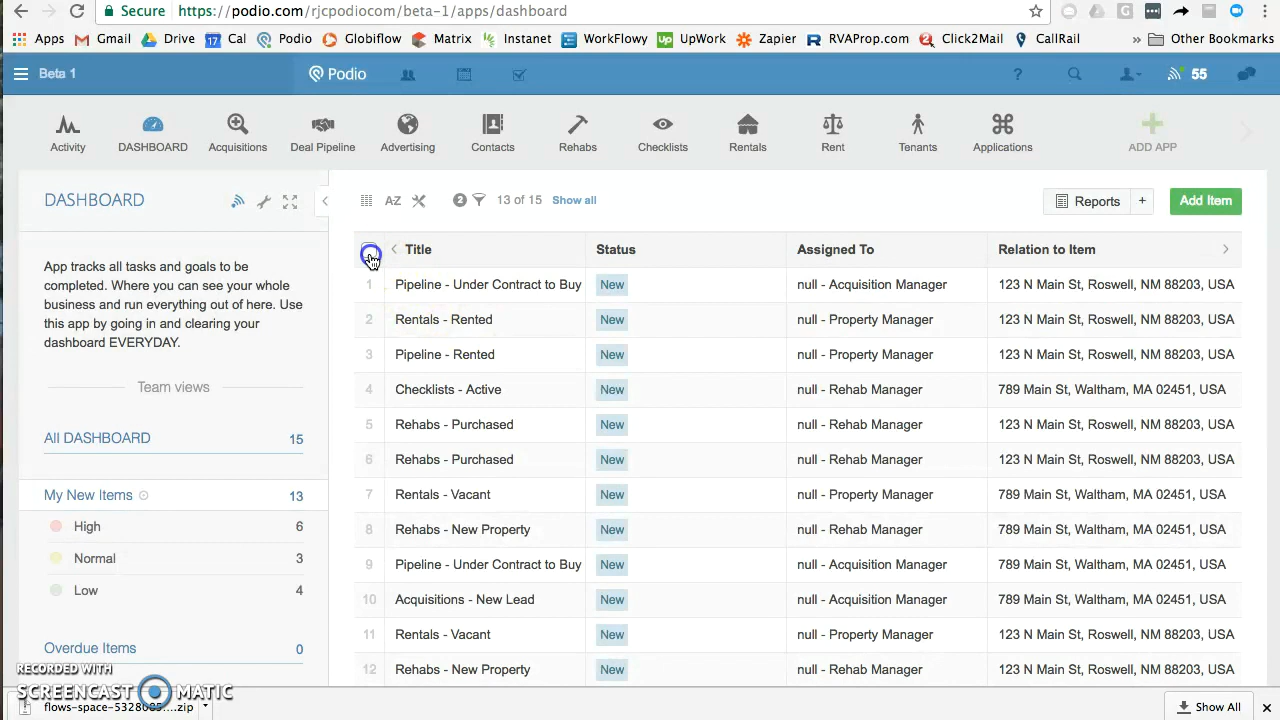 Secure https://podio.com/rjcpodiocom/beta-1/apps/dashboard
Apps Gmail Drive 17 Cal Podio Globiflow Matrix Instanet WorkFlowy up UpWork Zapier RVAProp.com Click2Mail CallRail » Other Bookmarks
Beta 1 Podio ? 55
Activity DASHBOARD Acquisitions Deal Pipeline Advertising Contacts Rehabs Checklists Rentals Rent Tenants Applications ADD APP
DASHBOARD
App tracks all tasks and goals to be
completed. Where you can see your whole
business and run everything out of here. Use
this app by going in and clearing your
dashboard EVERYDAY.
Team views
All DASHBOARD 15
My New Items 13
High 6
Normal 3
Low 4
Overdue Items 0
A-Z 2 13 of 15 Show all Reports + Add Item
Title Status Assigned To Relation to Item
1 Pipeline - Under Contract to Buy New null - Acquisition Manager 123 N Main St, Roswell, NM 88203, USA
2 Rentals - Rented New null - Property Manager 123 N Main St, Roswell, NM 88203, USA
3 Pipeline - Rented New null - Property Manager 123 N Main St, Roswell, NM 88203, USA
4 Checklists - Active New null - Rehab Manager 789 Main St, Waltham, MA 02451, USA
5 Rehabs - Purchased New null - Rehab Manager 123 N Main St, Roswell, NM 88203, USA
6 Rehabs - Purchased New null - Rehab Manager 123 N Main St, Roswell, NM 88203, USA
7 Rentals - Vacant New null - Property Manager 789 Main St, Waltham, MA 02451, USA
8 Rehabs - New Property New null - Rehab Manager 789 Main St, Waltham, MA 02451, USA
9 Pipeline - Under Contract to Buy New null - Acquisition Manager 789 Main St, Waltham, MA 02451, USA
10 Acquisitions - New Lead New null - Acquisition Manager 789 Main St, Waltham, MA 02451, USA
11 Rentals - Vacant New null - Property Manager 123 N Main St, Roswell, NM 88203, USA
12 Rehabs - New Property New null - Rehab Manager 123 N Main St, Roswell, NM 88203, USA
RECORDED WITH
SCREENCAST MATIC
Show All